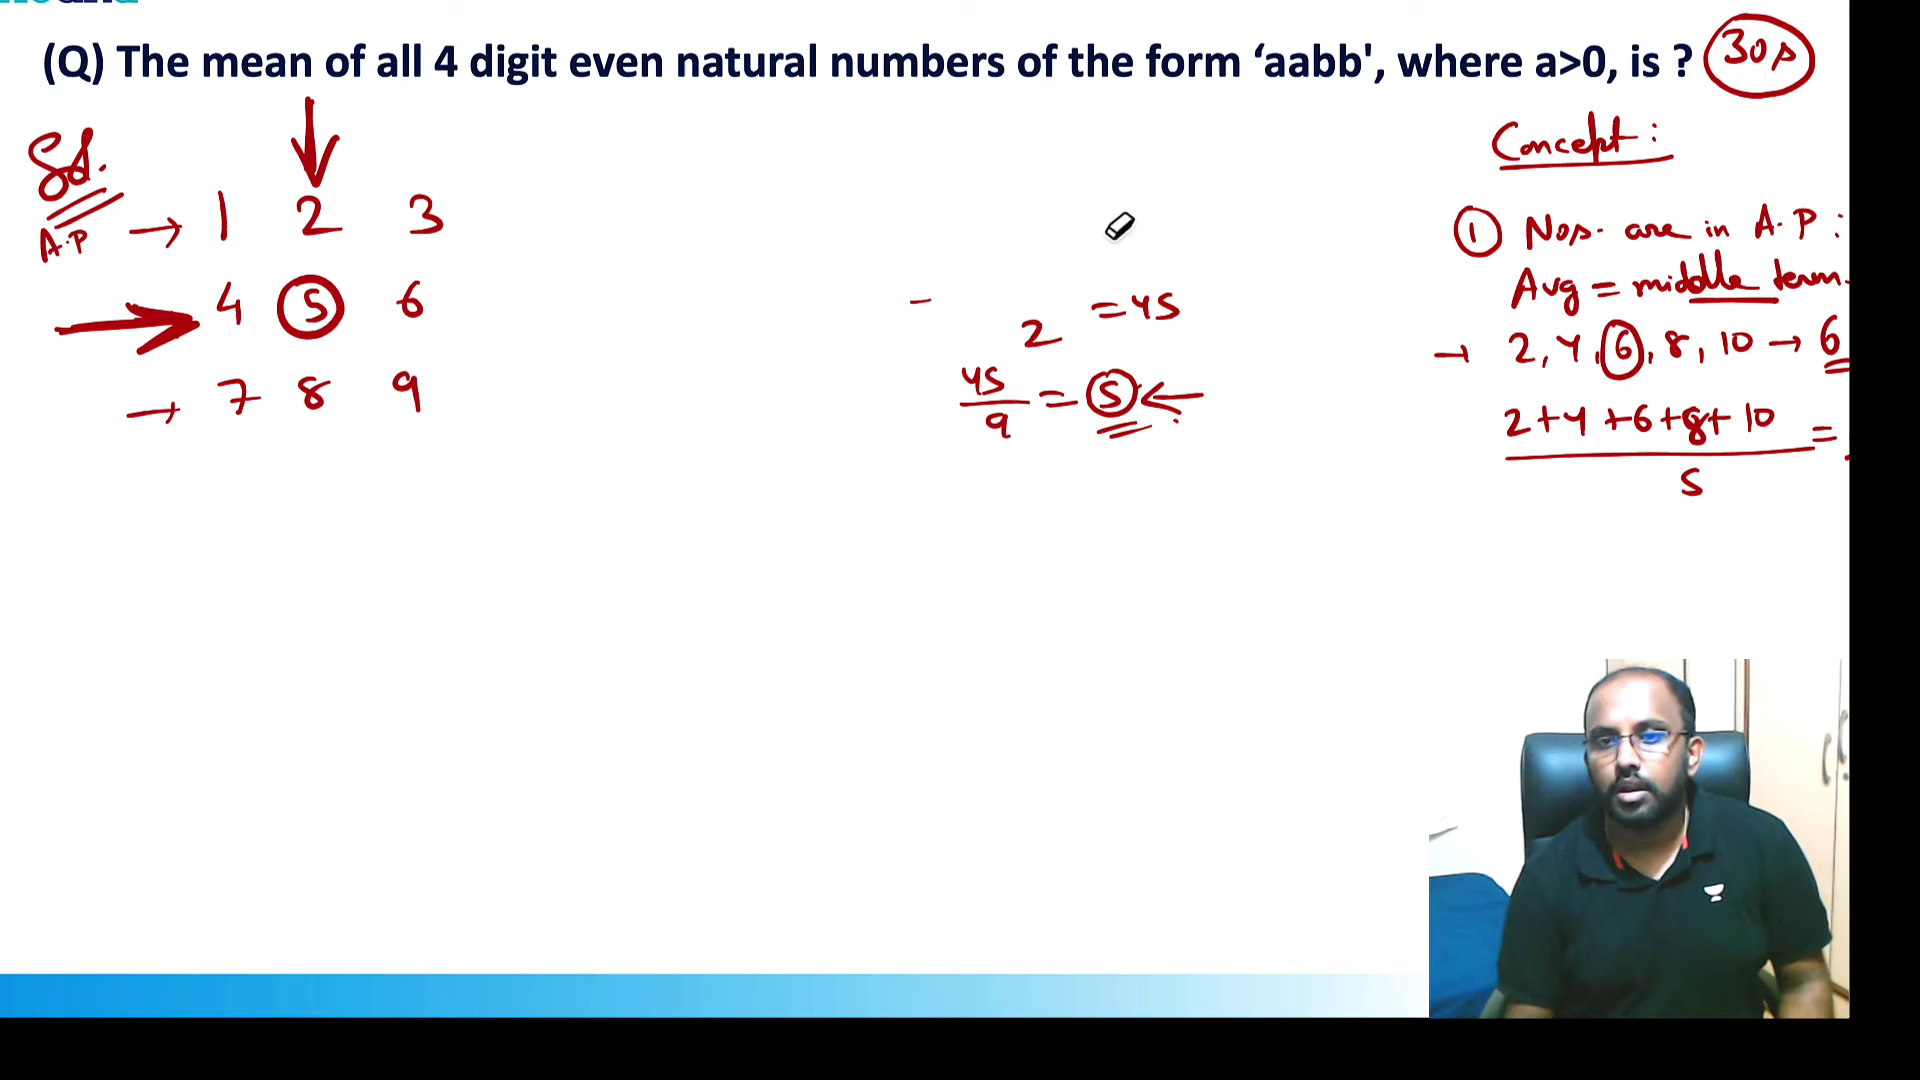 (Q) The mean of all 4 digit even natural numbers of the form ‘aabb', where a>0, is ?
30s
Sol.
A.P → 1 2 3
4 5 6
→ 7 8 9
-
2 = 45
45
9 = 5 ←
Concept:
① Nos. are in A.P:
Avg = middle term.
→ 2, 4, 6, 8, 10 → 6
2+4+6+8+10 =
5